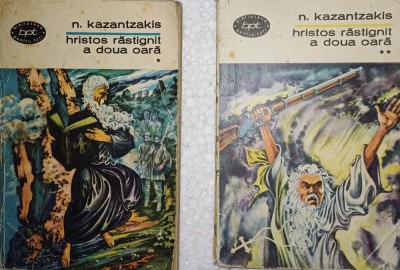 bpt
n. kazantzakis
hristos răstignit
a doua oară
*
bpt
n. kazantzakis
hristos răstignit
a doua oară
**